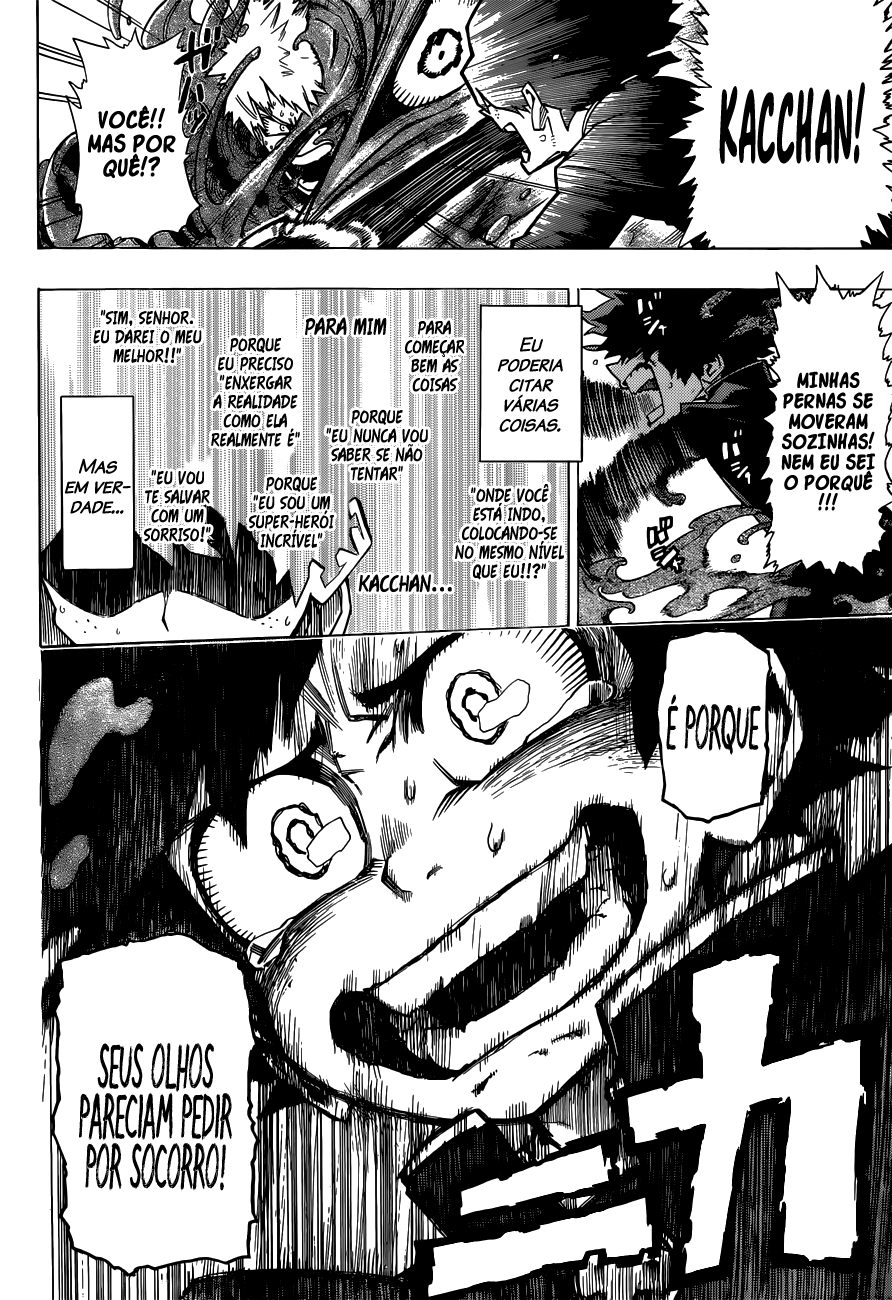 KACCHAN!
VOCÊ!!
MAS POR
QUÊ!?
MINHAS
PERNAS SE
MOVERAM
SOZINHAS!
NEM EU SEI
O PORQUÊ
!!!
EU
PODERIA
CITAR
VÁRIAS
COISAS.
PARA
COMEÇAR
BEM AS
COISAS
PARA MIM
PORQUE
EU PRECISO
"ENXERGAR
A REALIDADE
COMO ELA
REALMENTE É"
"SIM, SENHOR.
EU DAREI O MEU
MELHOR!!"
"ONDE VOCÊ
ESTÁ INDO,
COLOCANDO-SE
NO MESMO NÍVEL
QUE EU!!?"
PORQUE
"EU NUNCA VOU
SABER SE NÃO
TENTAR"
KACCHAN...
PORQUE
"EU SOU UM
SUPER-HERÓI
INCRÍVEL"
"EU VOU
TE SALVAR
COM UM
SORRISO!"
MAS
EM VER-
DADE...
É PORQUE
SEUS OLHOS
PARECIAM PEDIR
POR SOCORRO!